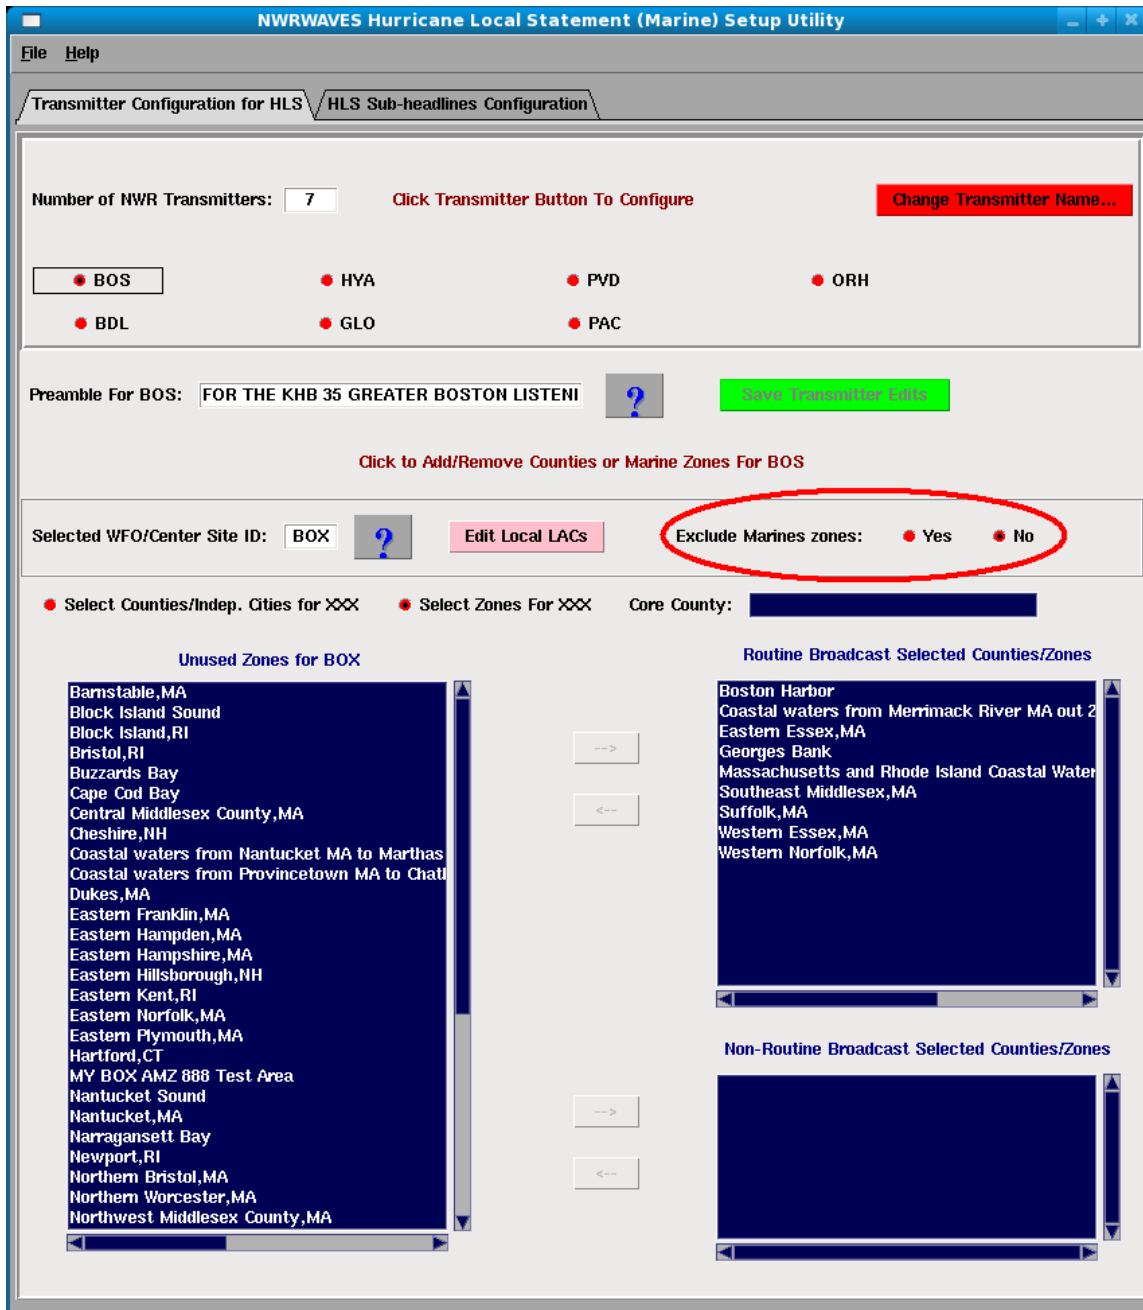 NWRWAVES Hurricane Local Statement (Marine) Setup Utility
File Help
Transmitter Configuration for HLS HLS Sub-headlines Configuration
Number of NWR Transmitters: 7 Click Transmitter Button To Configure Change Transmitter Name...
BOS HYA PVD ORH
BDL GLO PAC
Preamble For BOS: FOR THE KHB 35 GREATER BOSTON LISTENI ? Save Transmitter Edits
Click to Add/Remove Counties or Marine Zones For BOS
Selected WFO/Center Site ID: BOX ? Edit Local LACs Exclude Marines zones: Yes No
Select Counties/Indep. Cities for XXX Select Zones For XXX Core County:
Unused Zones for BOX
Barnstable,MA
Block Island Sound
Block Island,RI
Bristol,RI
Buzzards Bay
Cape Cod Bay
Central Middlesex County,MA
Cheshire,NH
Coastal waters from Nantucket MA to Marthas
Coastal waters from Provincetown MA to Chatl
Dukes,MA
Eastern Franklin,MA
Eastern Hampden,MA
Eastern Hampshire,MA
Eastern Hillsborough,NH
Eastern Kent,RI
Eastern Norfolk,MA
Eastern Plymouth,MA
Hartford,CT
MY BOX AMZ 888 Test Area
Nantucket Sound
Nantucket,MA
Narragansett Bay
Newport,RI
Northern Bristol,MA
Northern Worcester,MA
Northwest Middlesex County,MA
-->
<--
-->
<--
Routine Broadcast Selected Counties/Zones
Boston Harbor
Coastal waters from Merrimack River MA out 2
Eastern Essex,MA
Georges Bank
Massachusetts and Rhode Island Coastal Water
Southeast Middlesex,MA
Suffolk,MA
Western Essex,MA
Western Norfolk,MA
Non-Routine Broadcast Selected Counties/Zones